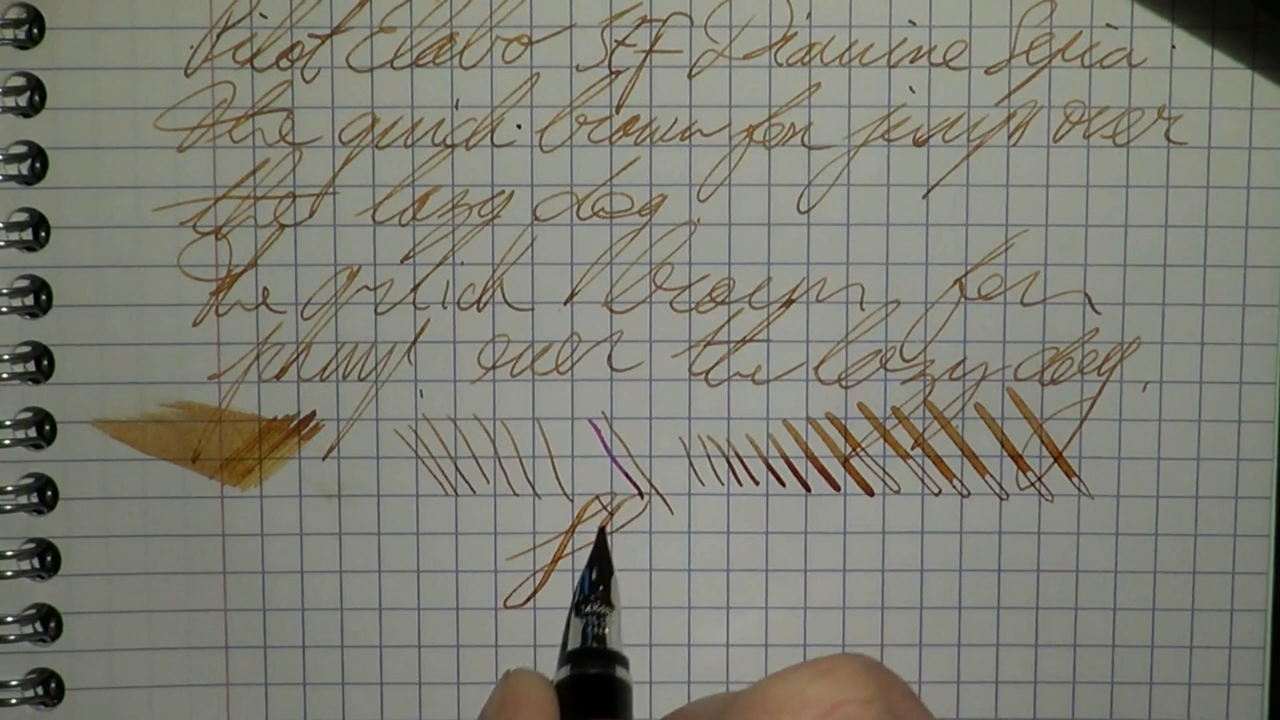 Pilot Elabo SEF Diamine Sepia
The quick brown fox jumps over
the lazy dog.
The quick brown fox
jumps over the lazy dog.